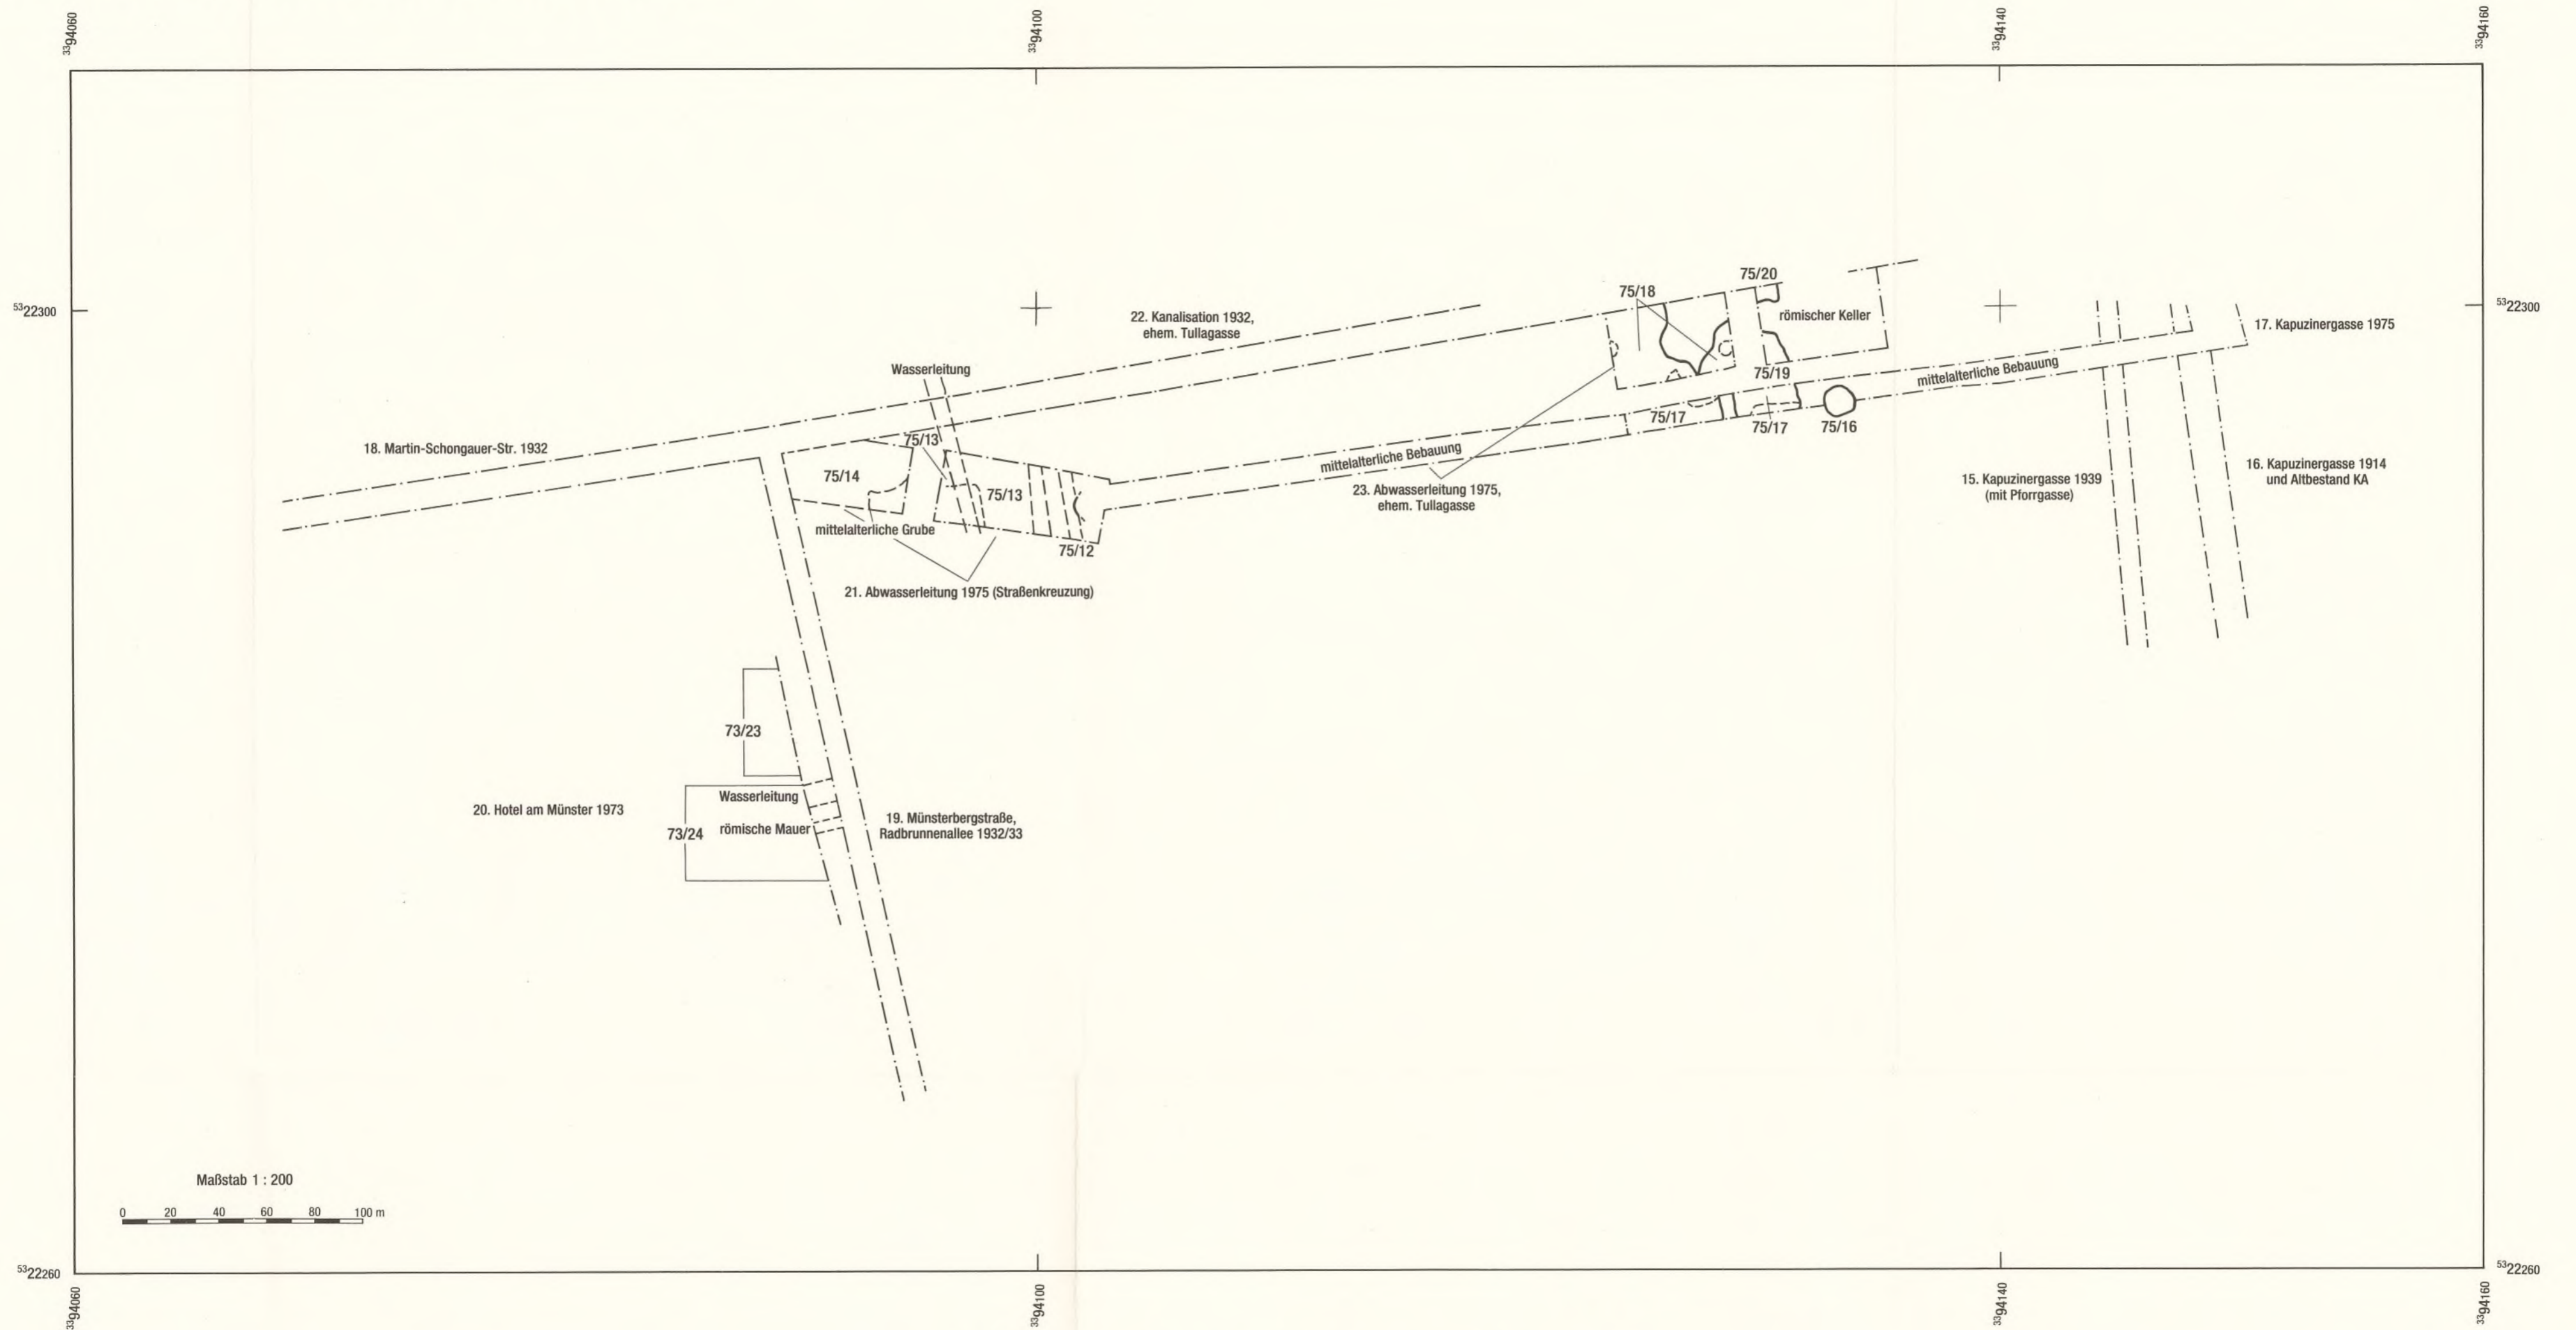 3394060
3394100
3394140
3394160
5322300
5322300
75/20
75/18
römischer Keller
22. Kanalisation 1932,
ehem. Tullagasse
17. Kapuzinergasse 1975
Wasserleitung
75/19
mittelalterliche Bebauung
75/17
75/17
75/16
18. Martin-Schongauer-Str. 1932
75/13
mittelalterliche Bebauung
75/14
75/13
23. Abwasserleitung 1975,
ehem. Tullagasse
15. Kapuzinergasse 1939
(mit Pforrgasse)
16. Kapuzinergasse 1914
und Altbestand KA
mittelalterliche Grube
75/12
21. Abwasserleitung 1975 (Straßenkreuzung)
73/23
Wasserleitung
20. Hotel am Münster 1973
73/24
römische Mauer
19. Münsterbergstraße,
Radbrunnenallee 1932/33
Maßstab 1 : 200
0 20 40 60 80 100 m
5322260
5322260
3394060
3394100
3394140
3394160